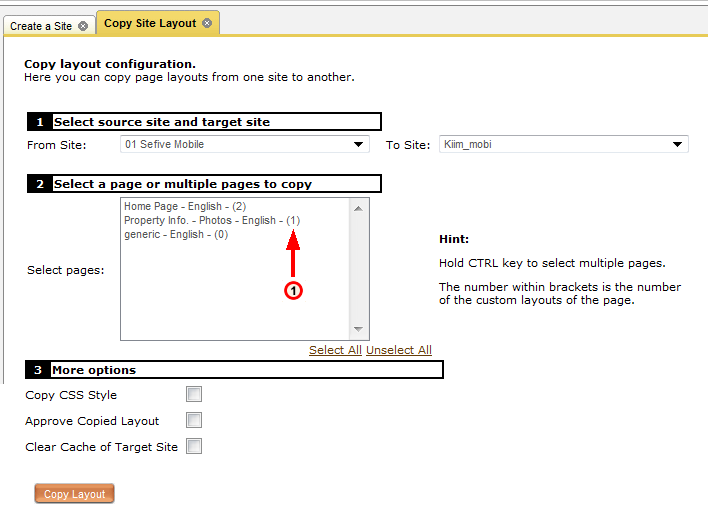 Create a Site
Copy Site Layout
Copy layout configuration.
Here you can copy page layouts from one site to another.
1 Select source site and target site
From Site: 01 Sefive Mobile To Site: Kiim_mobi
2 Select a page or multiple pages to copy
Home Page - English - (2)
Property Info. - Photos - English - (1)
generic - English - (0)
Select pages:
1
Hint:
Hold CTRL key to select multiple pages.
The number within brackets is the number
of the custom layouts of the page.
Select All Unselect All
3 More options
Copy CSS Style
Approve Copied Layout
Clear Cache of Target Site
Copy Layout